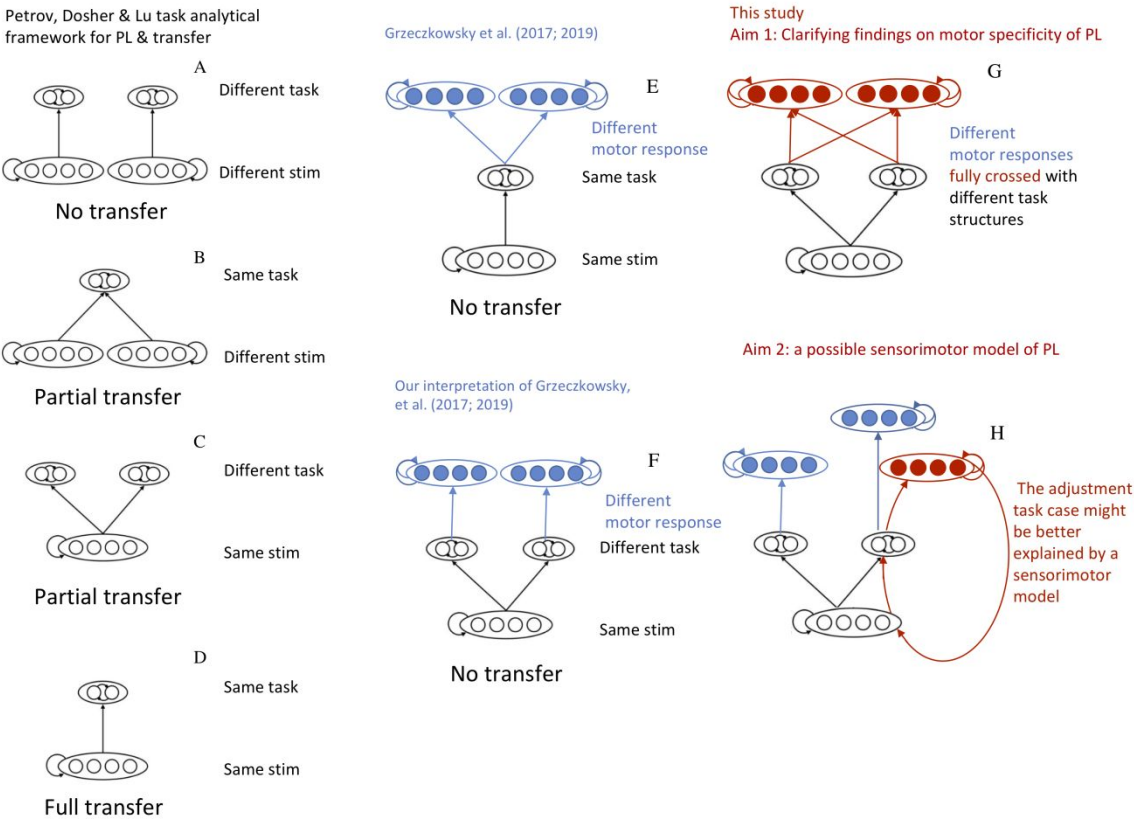 Petrov, Dosher & Lu task analytical
framework for PL & transfer
A
Different task
Different stim
No transfer
B
Same task
Different stim
Partial transfer
C
Different task
Same stim
Partial transfer
D
Same task
Same stim
Full transfer
Grzeczkowsky et al. (2017; 2019)
E
Different
motor response
Same task
Same stim
No transfer
Our interpretation of Grzeczkowsky,
et al. (2017; 2019)
F
Different
motor response
Different task
Same stim
No transfer
This study
Aim 1: Clarifying findings on motor specificity of PL
G
Different
motor responses
fully crossed with
different task
structures
Aim 2: a possible sensorimotor model of PL
H
The adjustment
task case might
be better
explained by a
sensorimotor
model